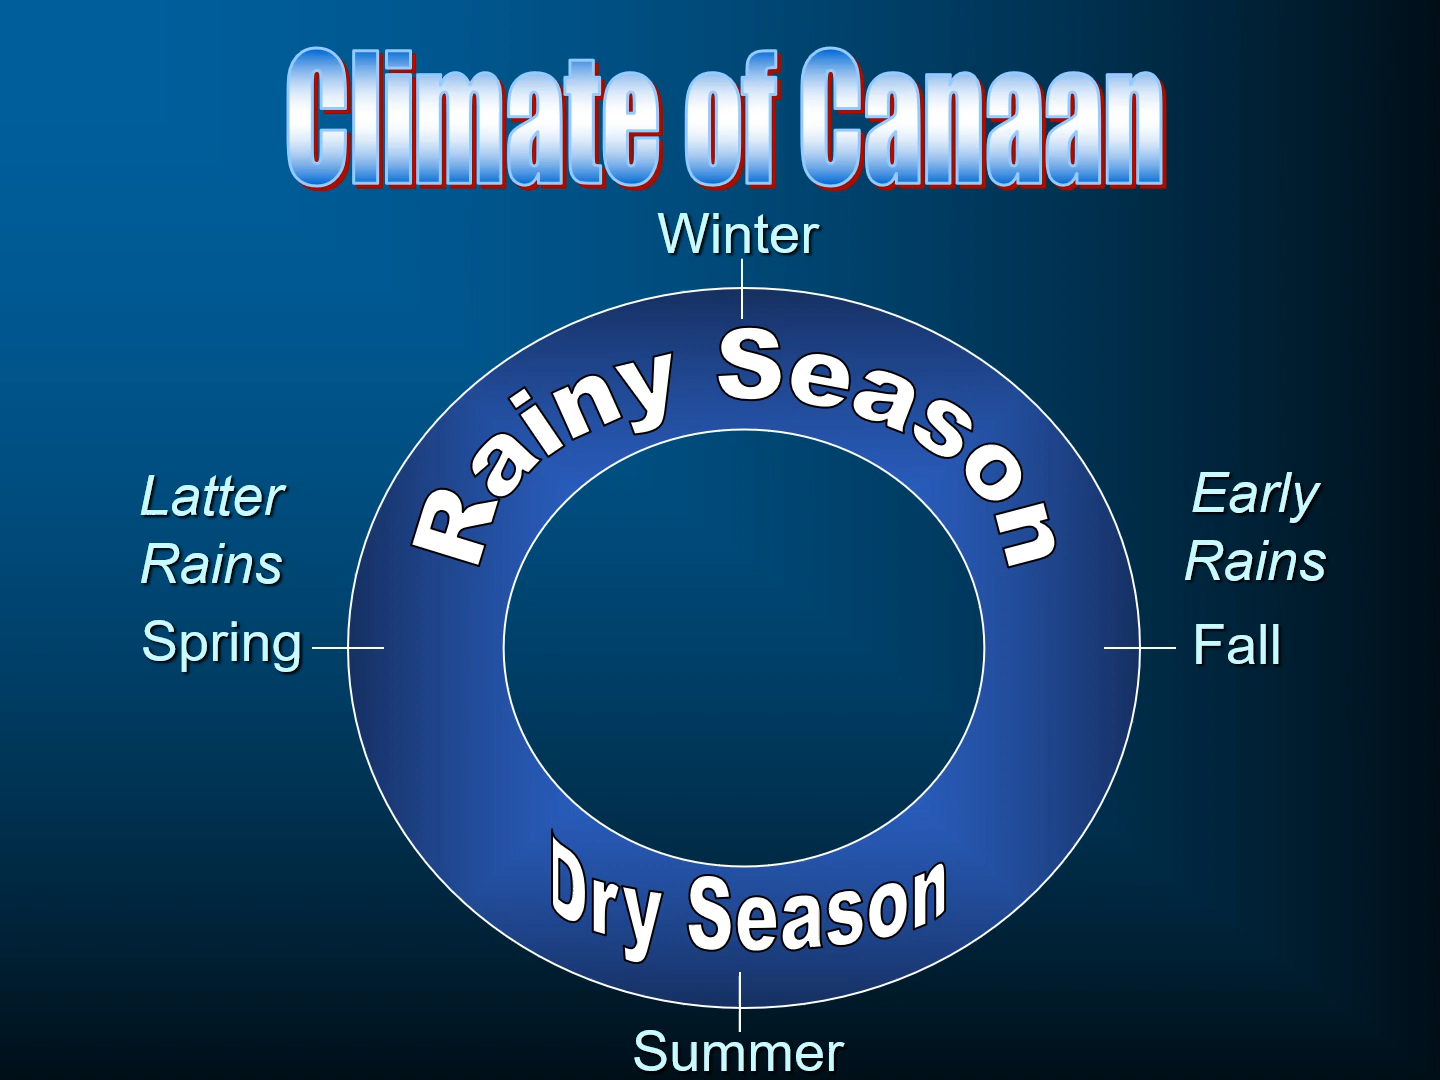 Climate of Canaan
Winter
Rainy Season
Latter
Rains
Spring
Early
Rains
Fall
Dry Season
Summer